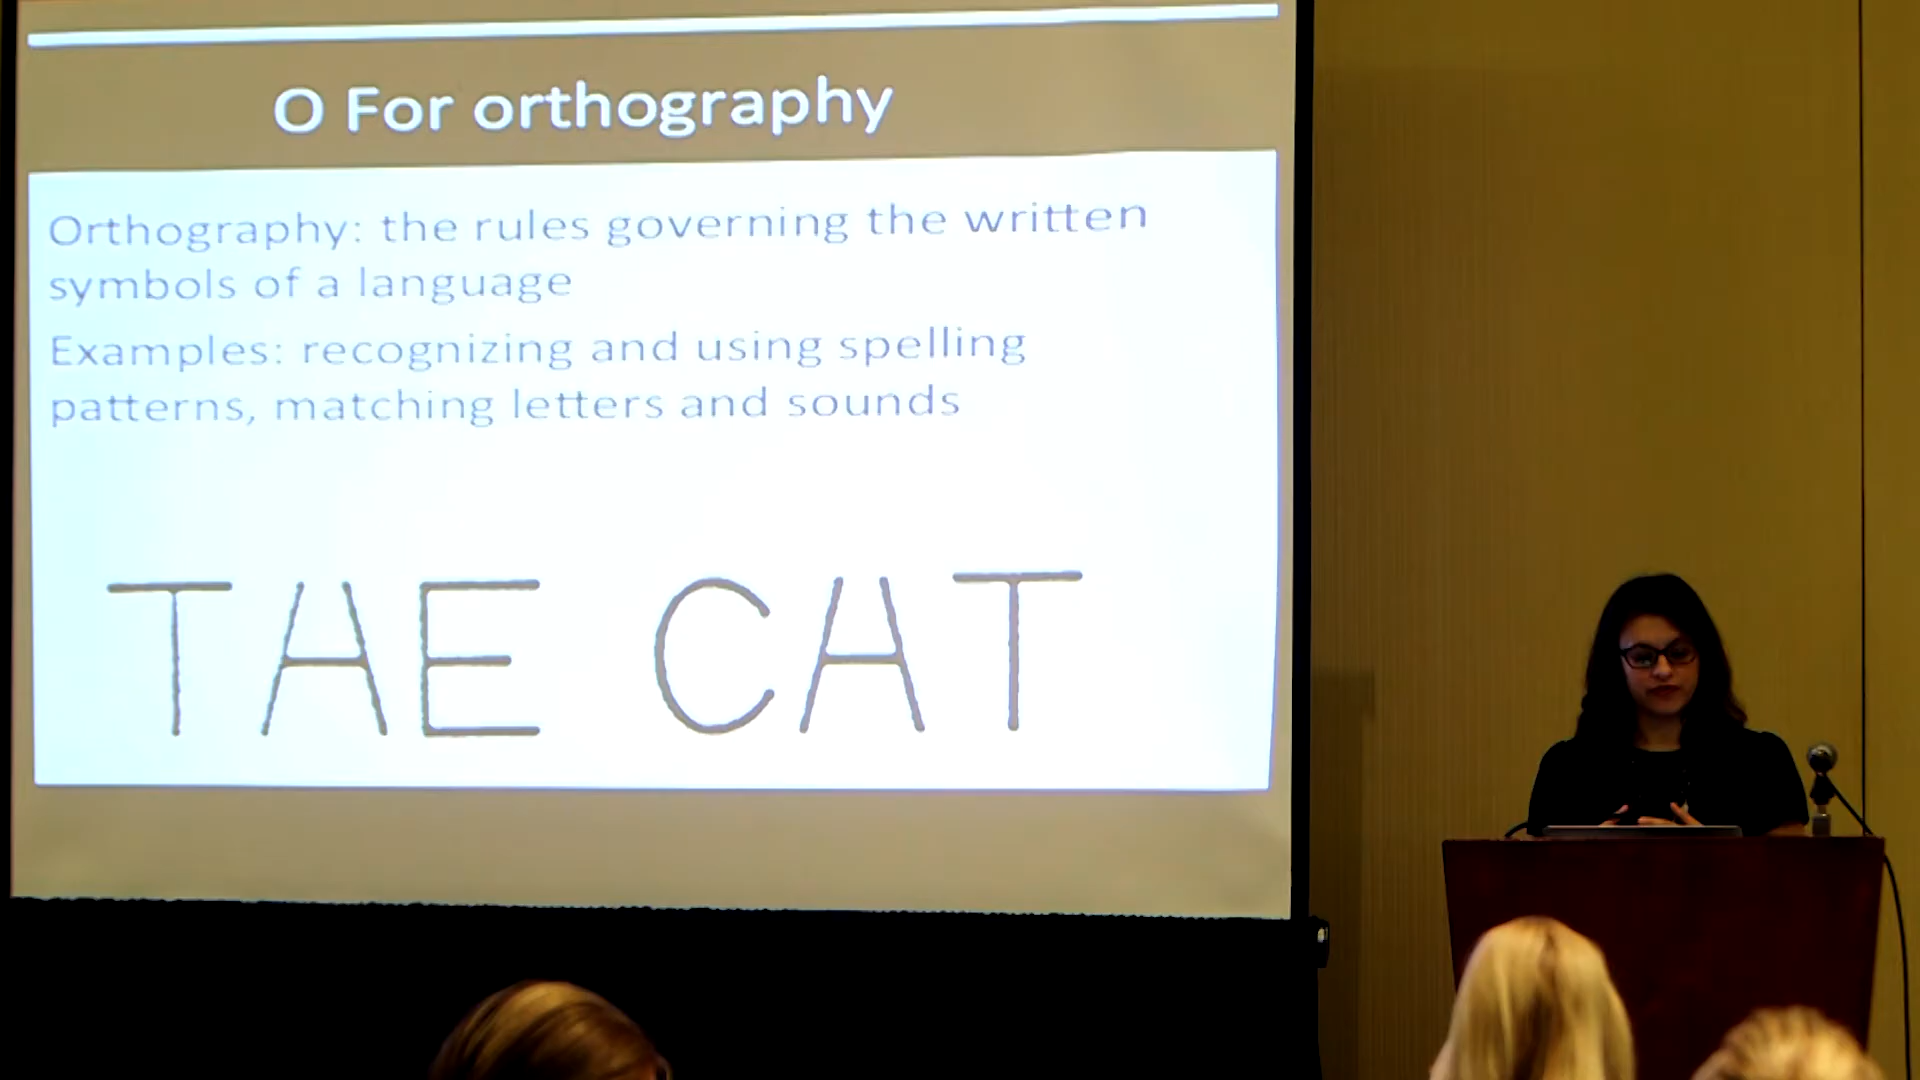 O For orthography
Orthography: the rules governing the written
symbols of a language
Examples: recognizing and using spelling
patterns, matching letters and sounds
TAE CAT